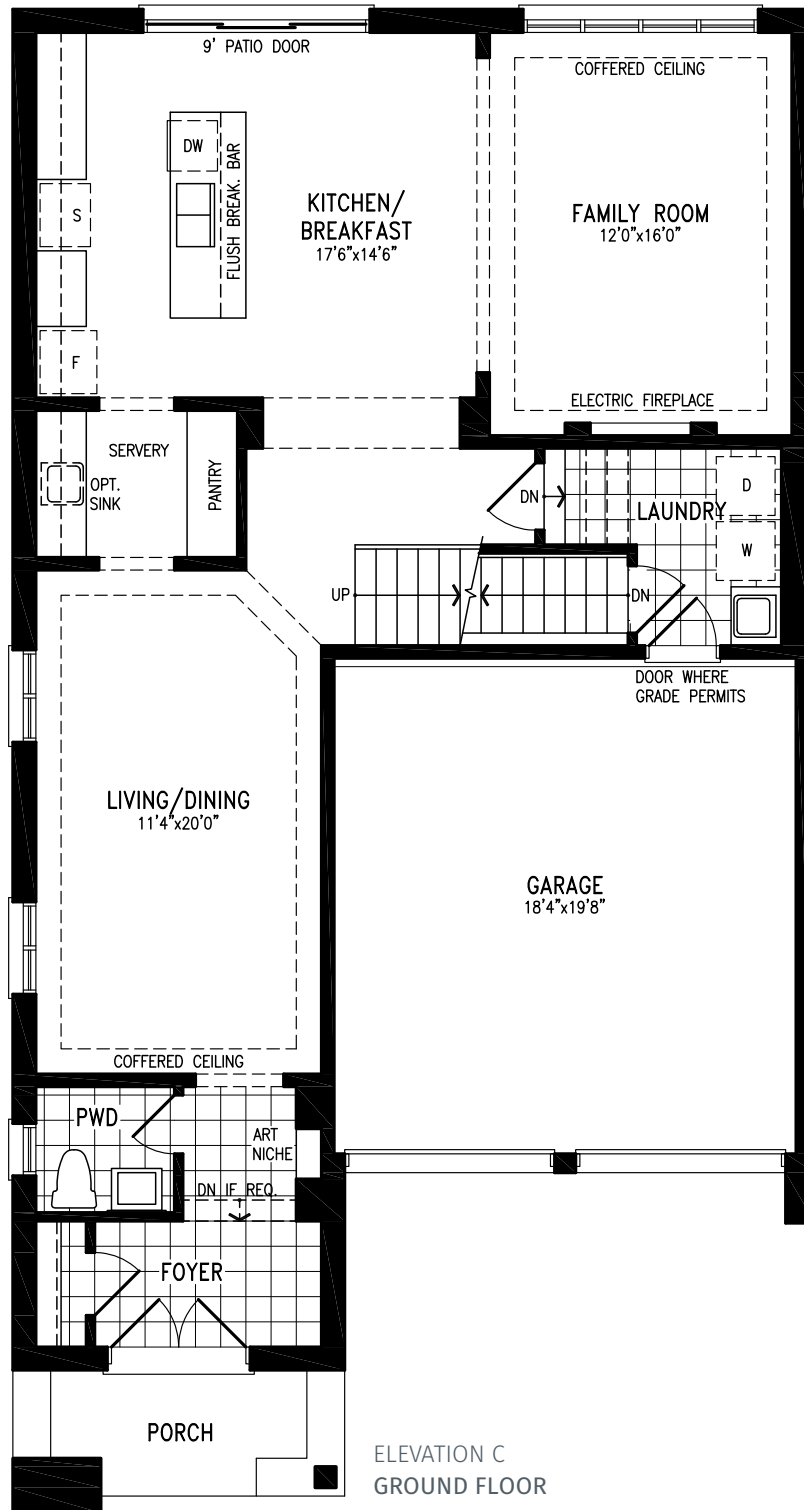 9' PATIO DOOR
COFFERED CEILING
DW
FLUSH BREAK. BAR
S
F
KITCHEN/
BREAKFAST
17'6"x14'6"
FAMILY ROOM
12'0"x16'0"
ELECTRIC FIREPLACE
SERVERY
OPT.
SINK
PANTRY
DN
LAUNDRY
D
W
UP
DN
DOOR WHERE
GRADE PERMITS
LIVING/DINING
11'4"x20'0"
GARAGE
18'4"x19'8"
COFFERED CEILING
PWD
ART
NICHE
DN IF REQ.
FOYER
PORCH
ELEVATION C
GROUND FLOOR